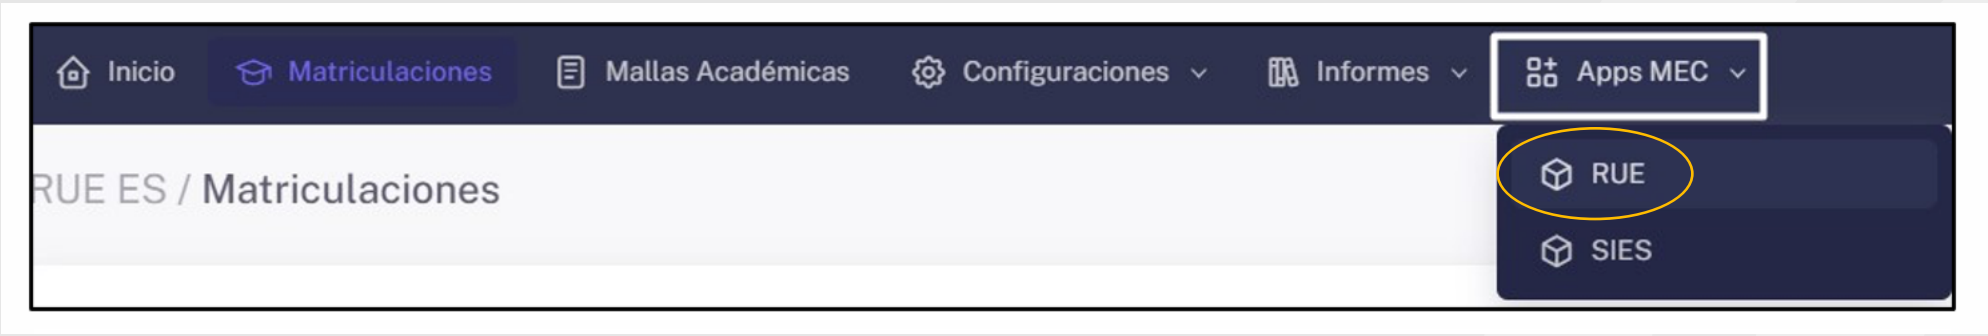 Inicio Matriculaciones Mallas Académicas Configuraciones Informes Apps MEC
RUE ES / Matriculaciones
RUE
SIES